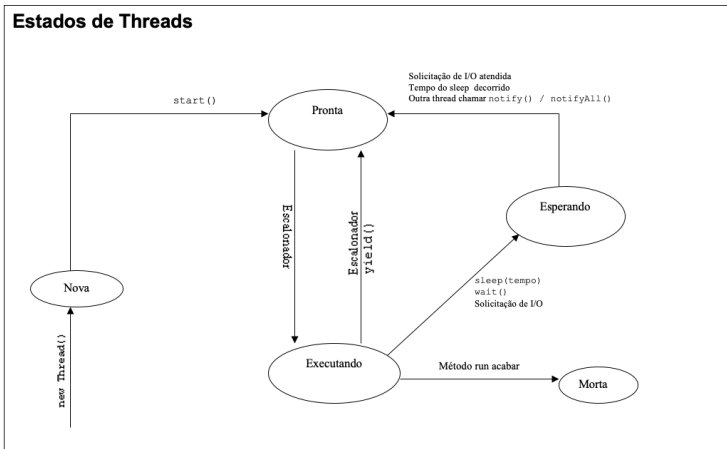 Estados de Threads
Solicitação de I/O atendida
Tempo do sleep decorrido
Outra thread chamar notify() / notifyAll()
start()
Pronta
Escalonador
Escalonador
yield()
Esperando
sleep(tempo)
wait()
Solicitação de I/O
Nova
new Thread()
Executando
Método run acabar
Morta